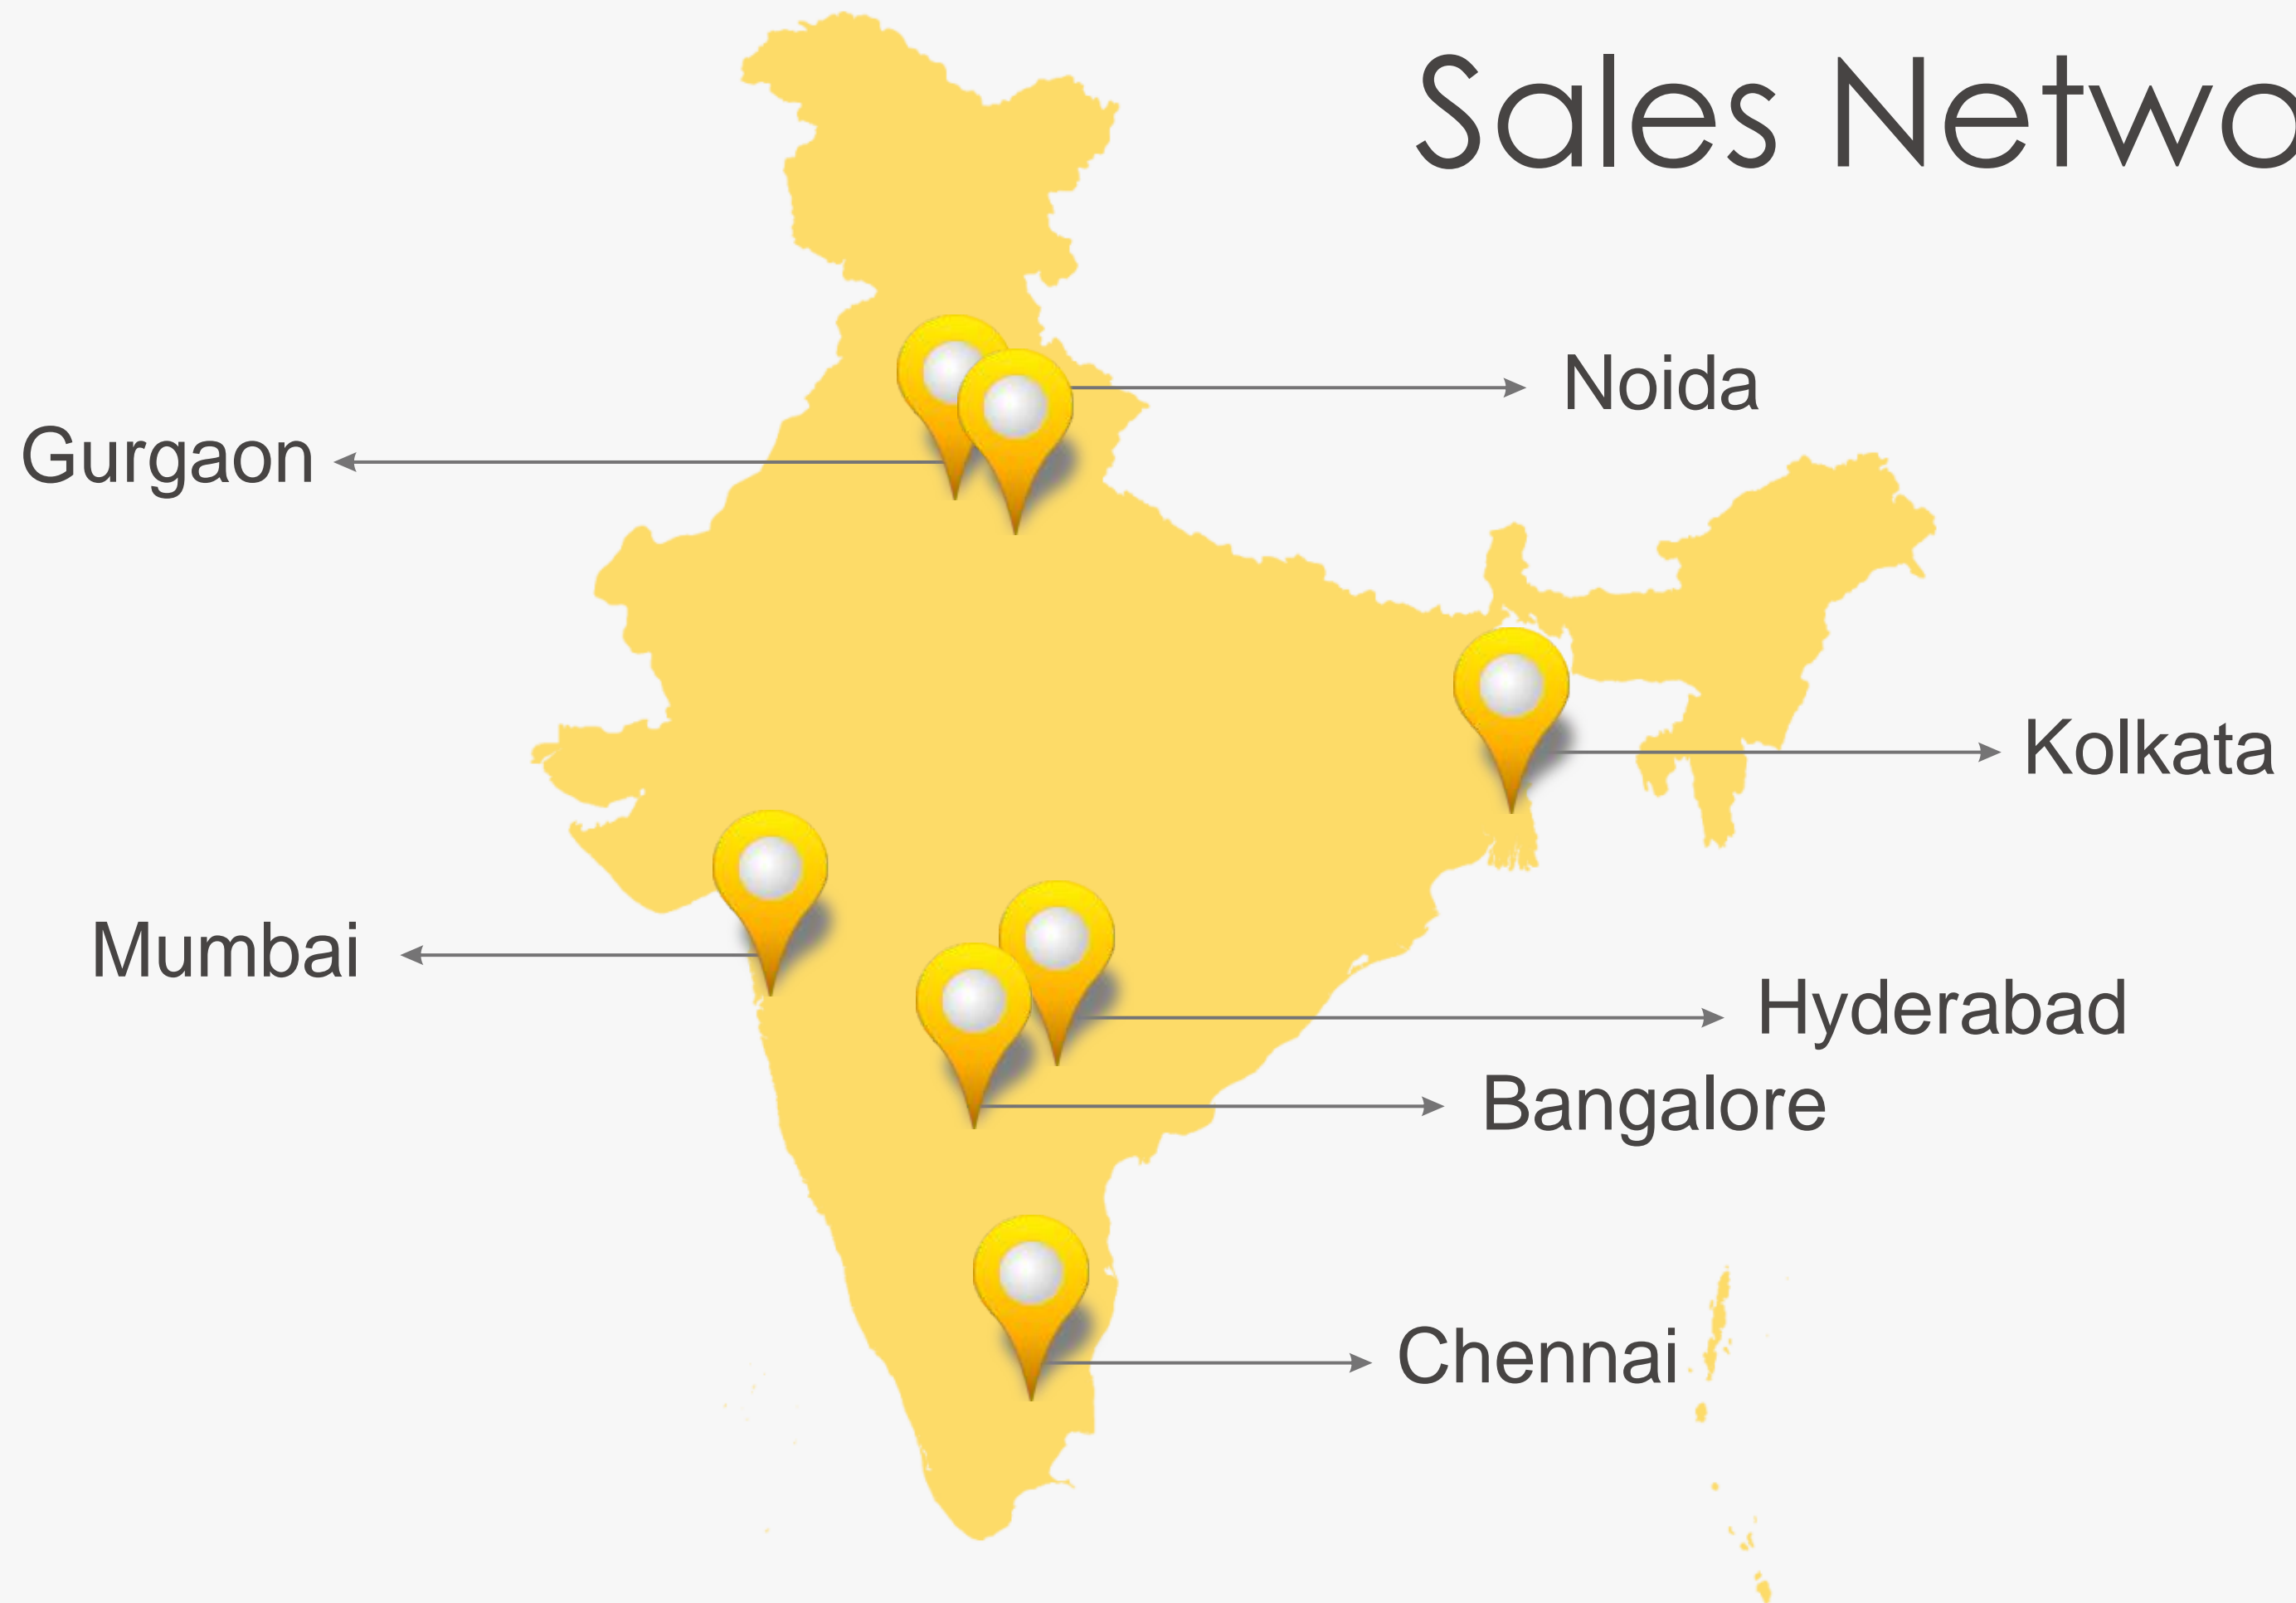 Sales Netwo
Noida
Gurgaon
Kolkata
Mumbai
Hyderabad
Bangalore
Chennai